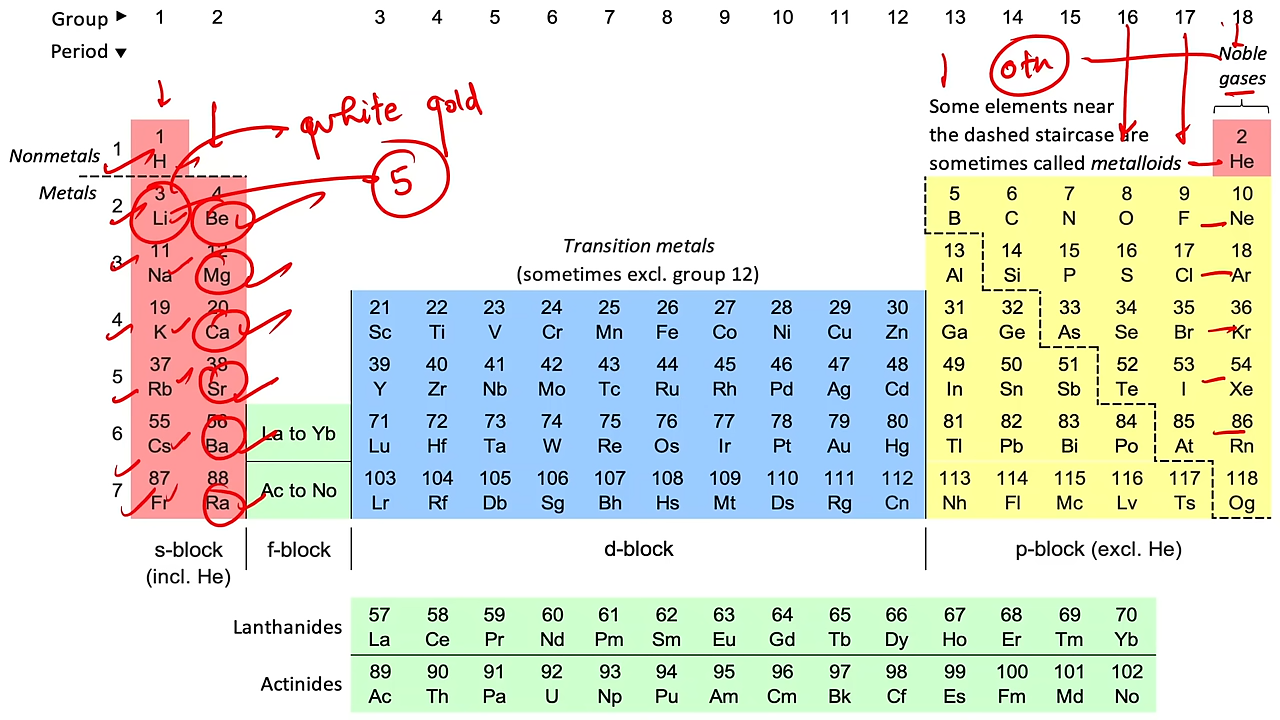 Group ► 1 2 3 4 5 6 7 8 9 10 11 12 13 14 15 16 17 18
Period ▼
Noble
gases
Some elements near
the dashed staircase are
sometimes called metalloids
white gold
5
Nonmetals
Metals
1 1 2
H He
2 3 4 5 6 7 8 9 10
Li Be B C N O F Ne
Transition metals
(sometimes excl. group 12)
3 11 12 13 14 15 16 17 18
Na Mg Al Si P S Cl Ar
4 19 20 21 22 23 24 25 26 27 28 29 30 31 32 33 34 35 36
K Ca Sc Ti V Cr Mn Fe Co Ni Cu Zn Ga Ge As Se Br Kr
5 37 38 39 40 41 42 43 44 45 46 47 48 49 50 51 52 53 54
Rb Sr Y Zr Nb Mo Tc Ru Rh Pd Ag Cd In Sn Sb Te I Xe
6 55 56 La to Yb 71 72 73 74 75 76 77 78 79 80 81 82 83 84 85 86
Cs Ba Lu Hf Ta W Re Os Ir Pt Au Hg Tl Pb Bi Po At Rn
7 87 88 Ac to No 103 104 105 106 107 108 109 110 111 112 113 114 115 116 117 118
Fr Ra Lr Rf Db Sg Bh Hs Mt Ds Rg Cn Nh Fl Mc Lv Ts Og
s-block f-block d-block p-block (excl. He)
(incl. He)
57 58 59 60 61 62 63 64 65 66 67 68 69 70
Lanthanides
La Ce Pr Nd Pm Sm Eu Gd Tb Dy Ho Er Tm Yb
89 90 91 92 93 94 95 96 97 98 99 100 101 102
Actinides
Ac Th Pa U Np Pu Am Cm Bk Cf Es Fm Md No